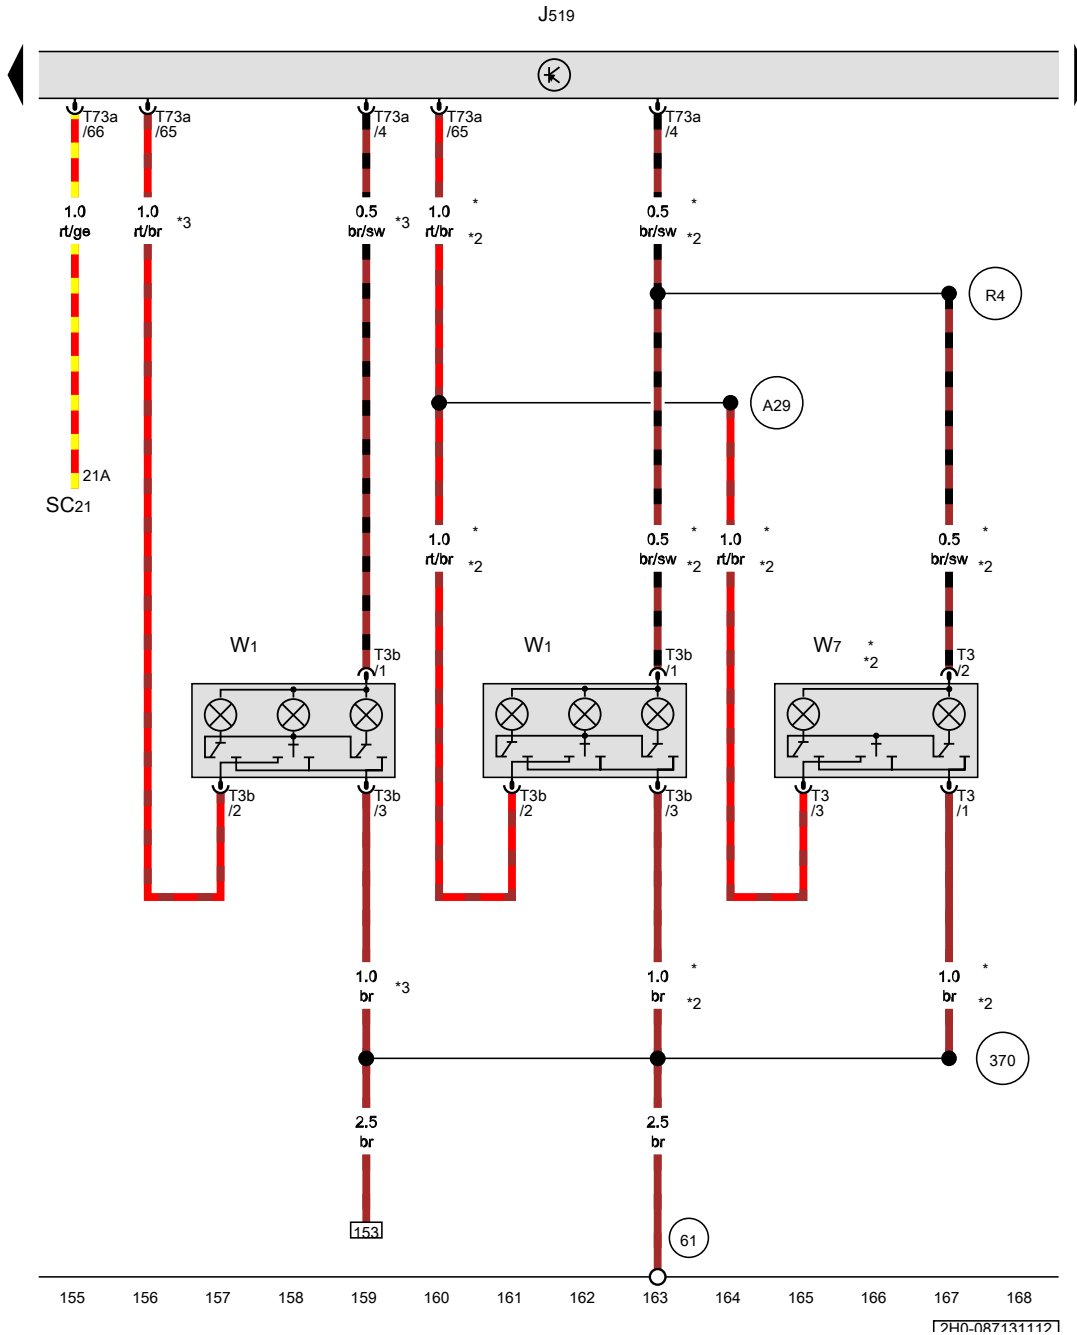 J519
T73a
/66
T73a
/65
T73a
/4
T73a
/65
T73a
/4
1.0
rt/ge
1.0
rt/br
*3
0.5
br/sw
*3
1.0
rt/br
*
*2
0.5
br/sw
*
*2
R4
A29
21A
SC21
1.0
rt/br
*
*2
0.5
br/sw
*
*2
1.0
rt/br
*
*2
0.5
br/sw
*
*2
W1
T3b
/1
W1
T3b
/1
W7
*
*2
T3
/2
T3b
/2
T3b
/3
T3b
/2
T3b
/3
T3
/3
T3
/1
1.0
br
*3
1.0
br
*
*2
1.0
br
*
*2
370
2.5
br
2.5
br
153
61
155 156 157 158 159 160 161 162 163 164 165 166 167 168
2H0-087131112